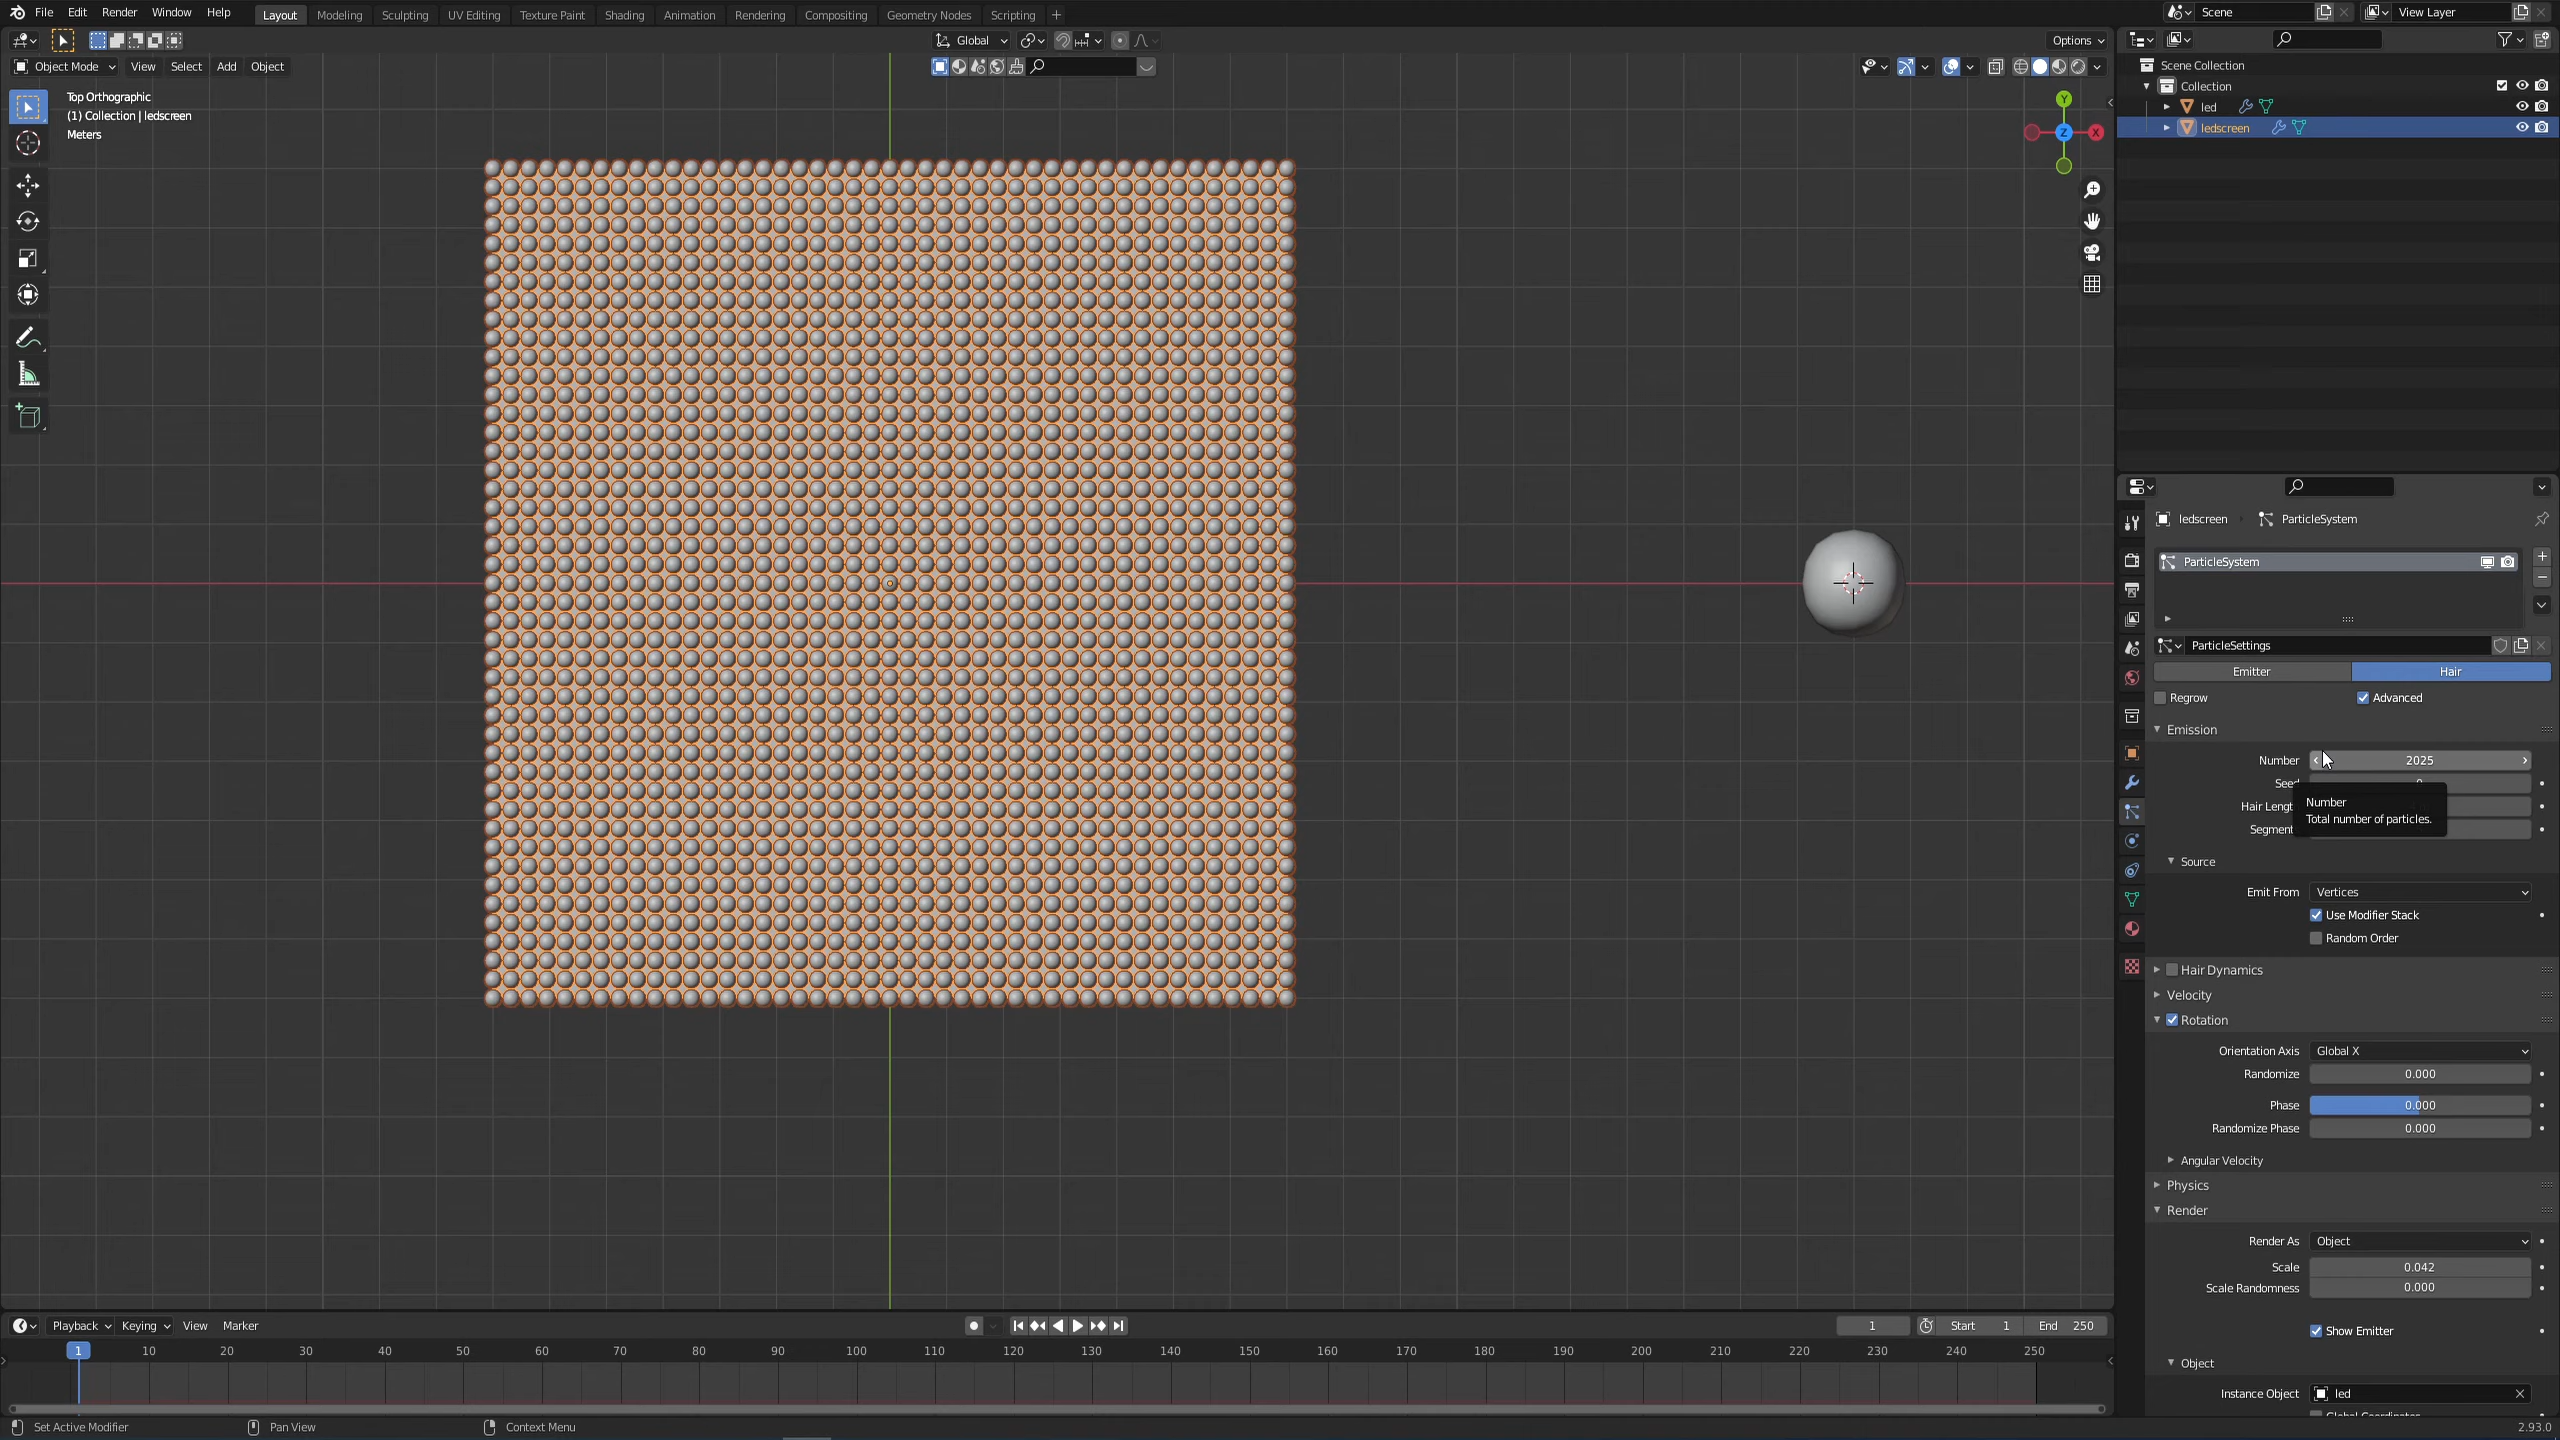 File Edit Render Window Help Layout Modeling Sculpting UV Editing Texture Paint Shading Animation Rendering Compositing Geometry Nodes Scripting + Scene View Layer
Global Options
Object Mode View Select Add Object
Top Orthographic
(1) Collection | ledscreen
Meters
Y
X
Z
Scene Collection
Collection
led
ledscreen
ledscreen ParticleSystem
ParticleSystem
ParticleSettings
Emitter Hair
Regrow Advanced
Emission
Number 2025
Seed
Number
Total number of particles.
Hair Length
Segment
Source
Emit From Vertices
Use Modifier Stack
Random Order
Hair Dynamics
Velocity
Rotation
Orientation Axis Global X
Randomize 0.000
Phase 0.000
Randomize Phase 0.000
Angular Velocity
Physics
Render
Render As Object
Scale 0.042
Scale Randomness 0.000
Show Emitter
Object
Instance Object led
Playback Keying View Marker 1 Start 1 End 250
1 10 20 30 40 50 60 70 80 90 100 110 120 130 140 150 160 170 180 190 200 210 220 230 240 250
Set Active Modifier Pan View Context Menu 2.93.0